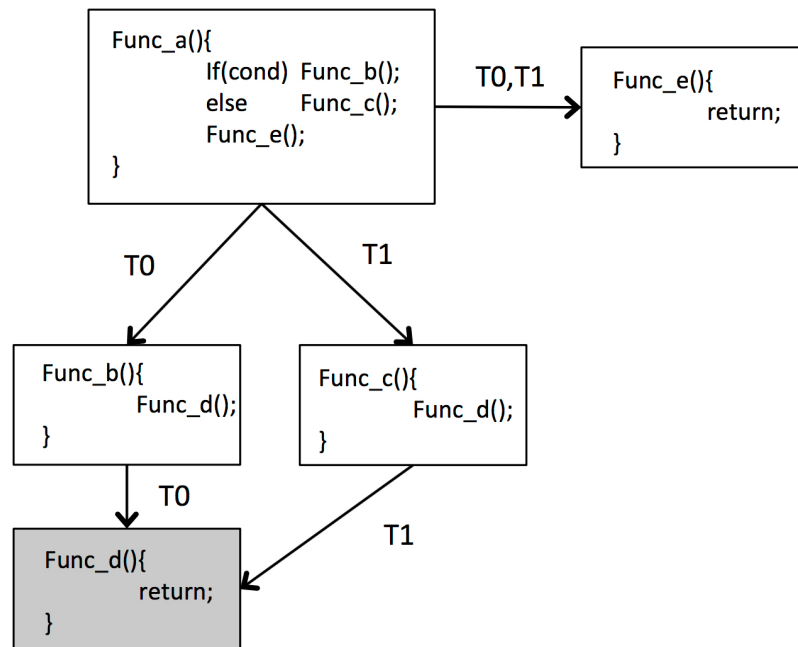 Func_a(){
If(cond) Func_b();
else Func_c();
Func_e();
}
T0,T1
Func_e(){
return;
}
T0
T1
Func_b(){
Func_d();
}
Func_c(){
Func_d();
}
T0
T1
Func_d(){
return;
}